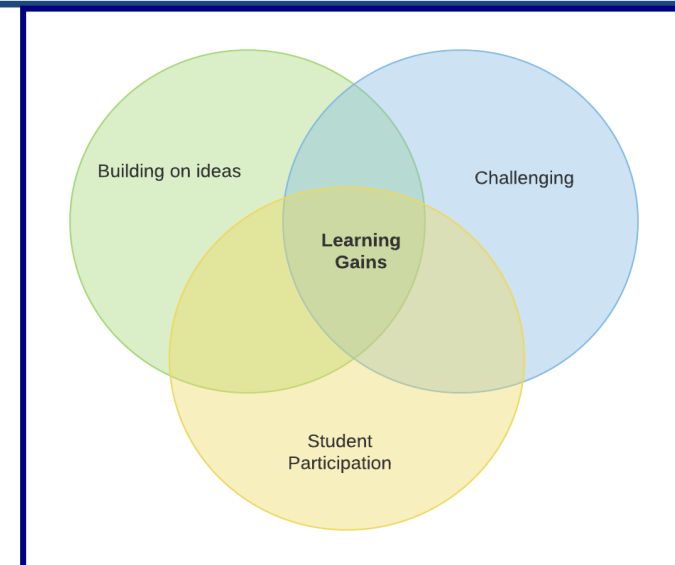 Building on ideas
Challenging
Learning
Gains
Student
Participation